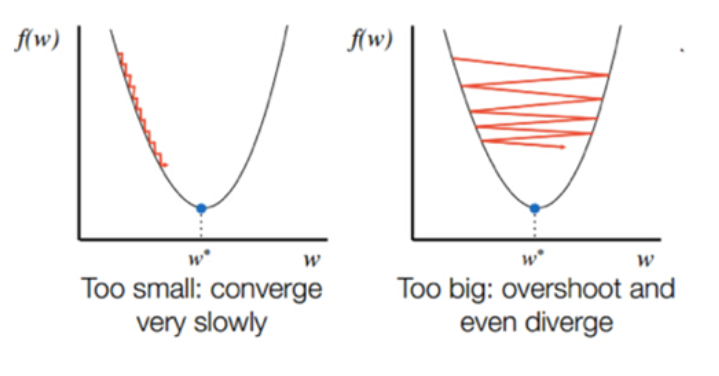 f(w)
w*
w
Too small: converge
very slowly
f(w)
w*
w
Too big: overshoot and
even diverge